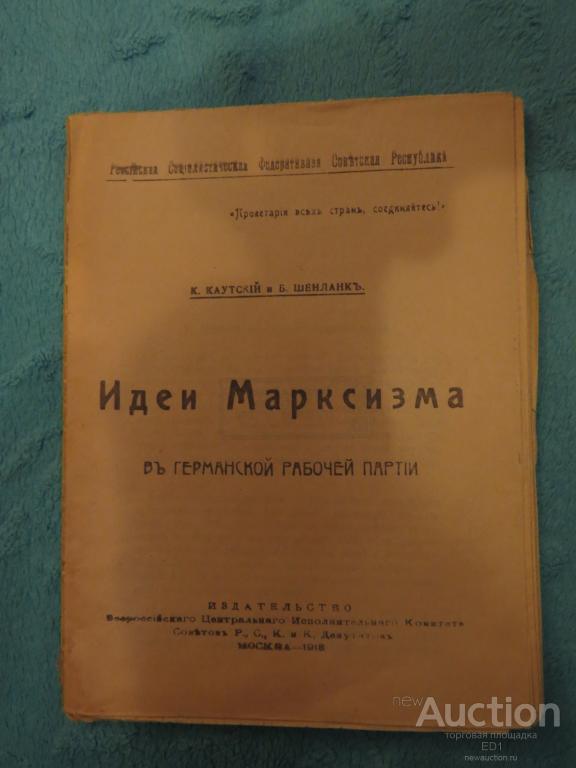 Россійская Соціалистическая Федеративная Совѣтская Республика
«Пролетаріи всѣхъ странъ, соединяйтесь!»
К. КАУТСКІЙ и Б. ШЕНЛАНКЪ.
Идеи Марксизма
ВЪ ГЕРМАНСКОЙ РАБОЧЕЙ ПАРТІИ
ИЗДАТЕЛЬСТВО
Всероссійскаго Центральнаго Исполнительнаго Комитета
Совѣтовъ Р., С., К. и К. Депутатовъ
МОСКВА—1918
newAuction
торговая площадка
ED1
newauction.ru